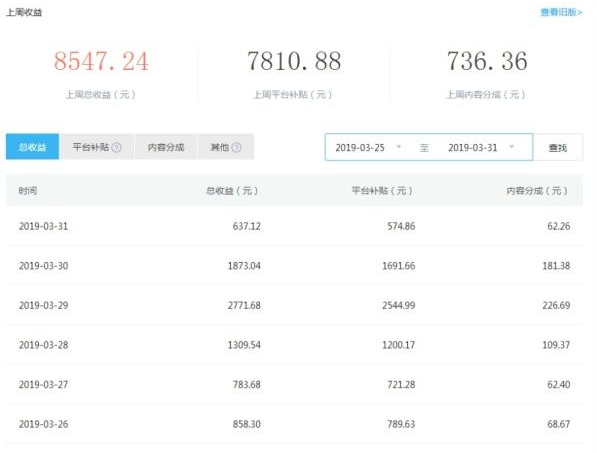 上周收益 查看旧版>
8547.24 7810.88 736.36
上周总收益（元） 上周平台补贴（元） 上周内容分成（元）
总收益 平台补贴? 内容分成 其他? 2019-03-25 至 2019-03-31 查找
时间 总收益（元） 平台补贴（元） 内容分成（元）
2019-03-31 637.12 574.86 62.26
2019-03-30 1873.04 1691.66 181.38
2019-03-29 2771.68 2544.99 226.69
2019-03-28 1309.54 1200.17 109.37
2019-03-27 783.68 721.28 62.40
2019-03-26 858.30 789.63 68.67